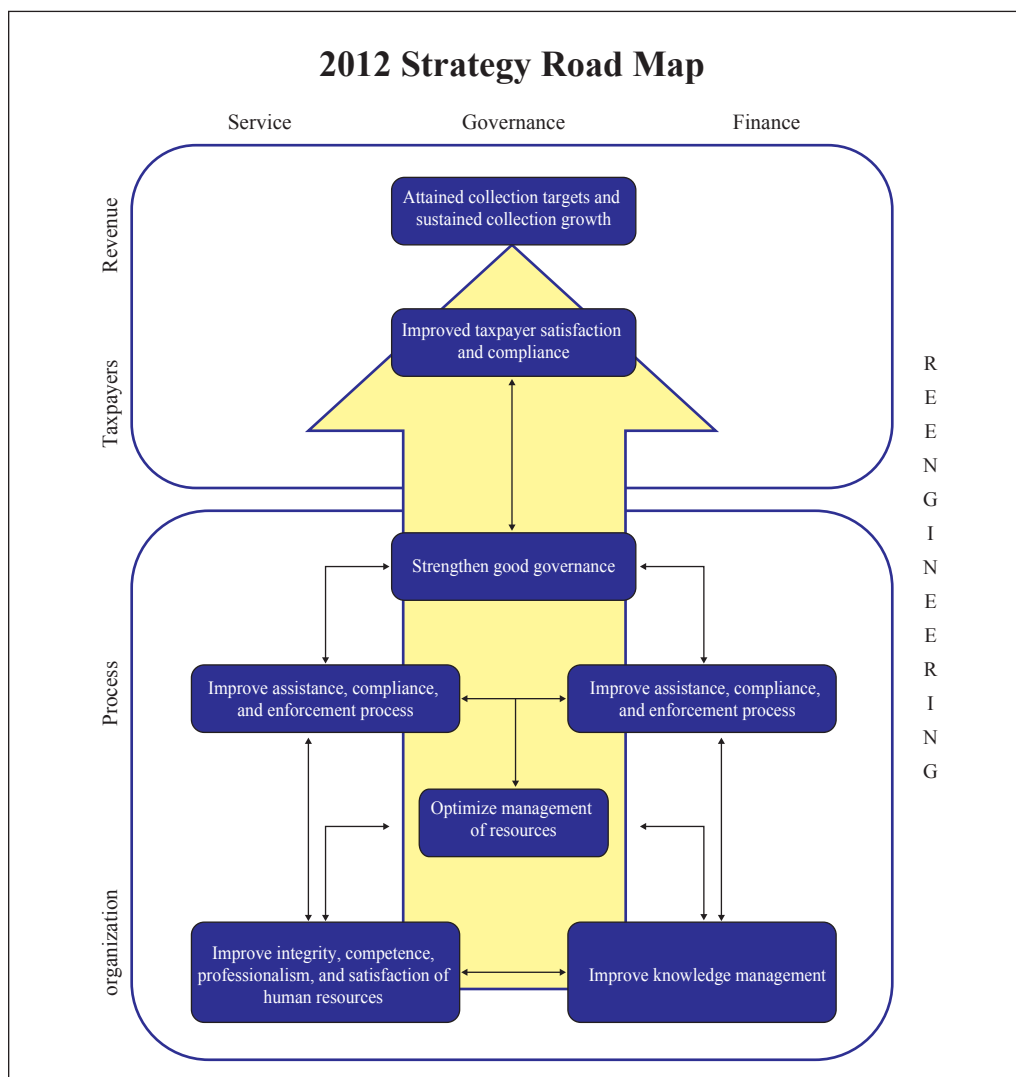 2012 Strategy Road Map
Service
Governance
Finance
Revenue
Attained collection targets and
sustained collection growth
Taxpayers
Improved taxpayer satisfaction
and compliance
REENGINEERING
Process
Strengthen good governance
Improve assistance, compliance,
and enforcement process
Improve assistance, compliance,
and enforcement process
Optimize management
of resources
organization
Improve integrity, competence,
professionalism, and satisfaction of
human resources
Improve knowledge management